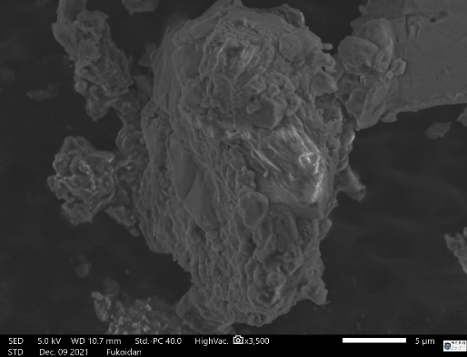 SED 5.0 kV WD 10.7 mm Std.-PC 40.0 HighVac. x3,500 5 µm
STD Dec. 09 2021 Fukoidan